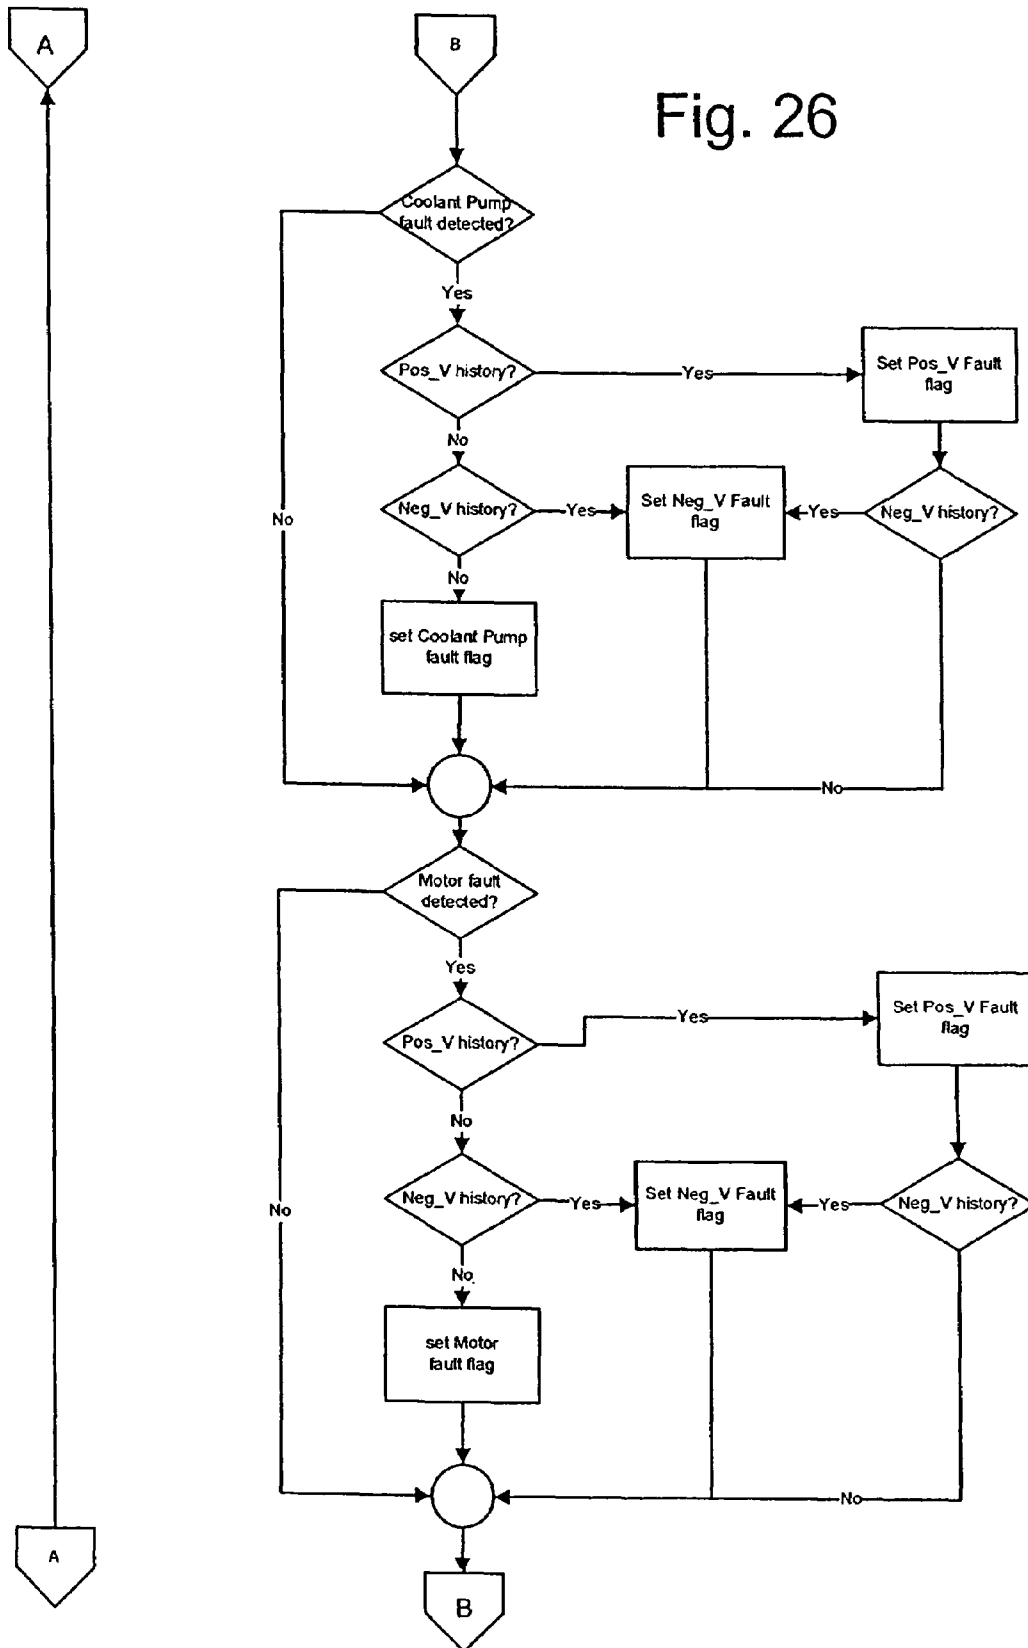 A
B
Fig. 26
Coolant Pump
fault detected?
Yes
Pos_V history?
Yes
Set Pos_V Fault
flag
No
Neg_V history?
Yes
Set Neg_V Fault
flag
Yes
Neg_V history?
No
No
set Coolant Pump
fault flag
No
Motor fault
detected?
Yes
Pos_V history?
Yes
Set Pos_V Fault
flag
No
Neg_V history?
Yes
Set Neg_V Fault
flag
Yes
Neg_V history?
No
No
set Motor
fault flag
No
A
B